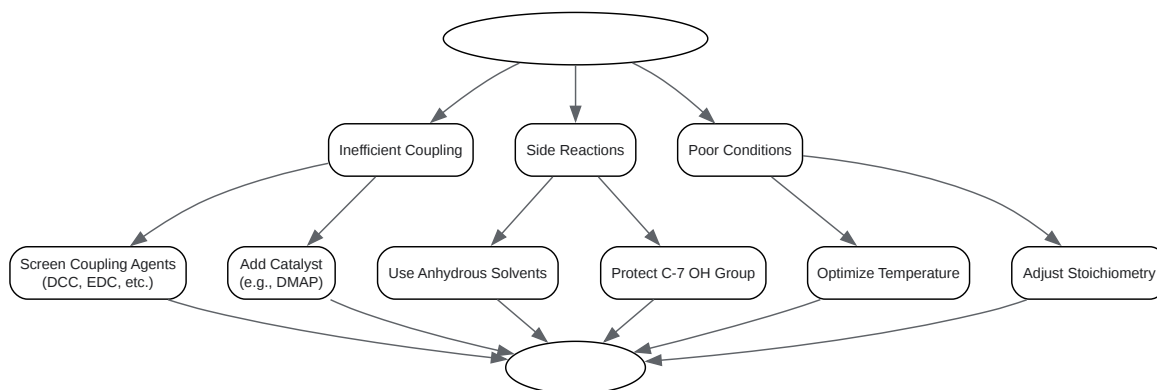 Inefficient Coupling
Side Reactions
Poor Conditions
Screen Coupling Agents
(DCC, EDC, etc.)
Add Catalyst
(e.g., DMAP)
Use Anhydrous Solvents
Protect C-7 OH Group
Optimize Temperature
Adjust Stoichiometry